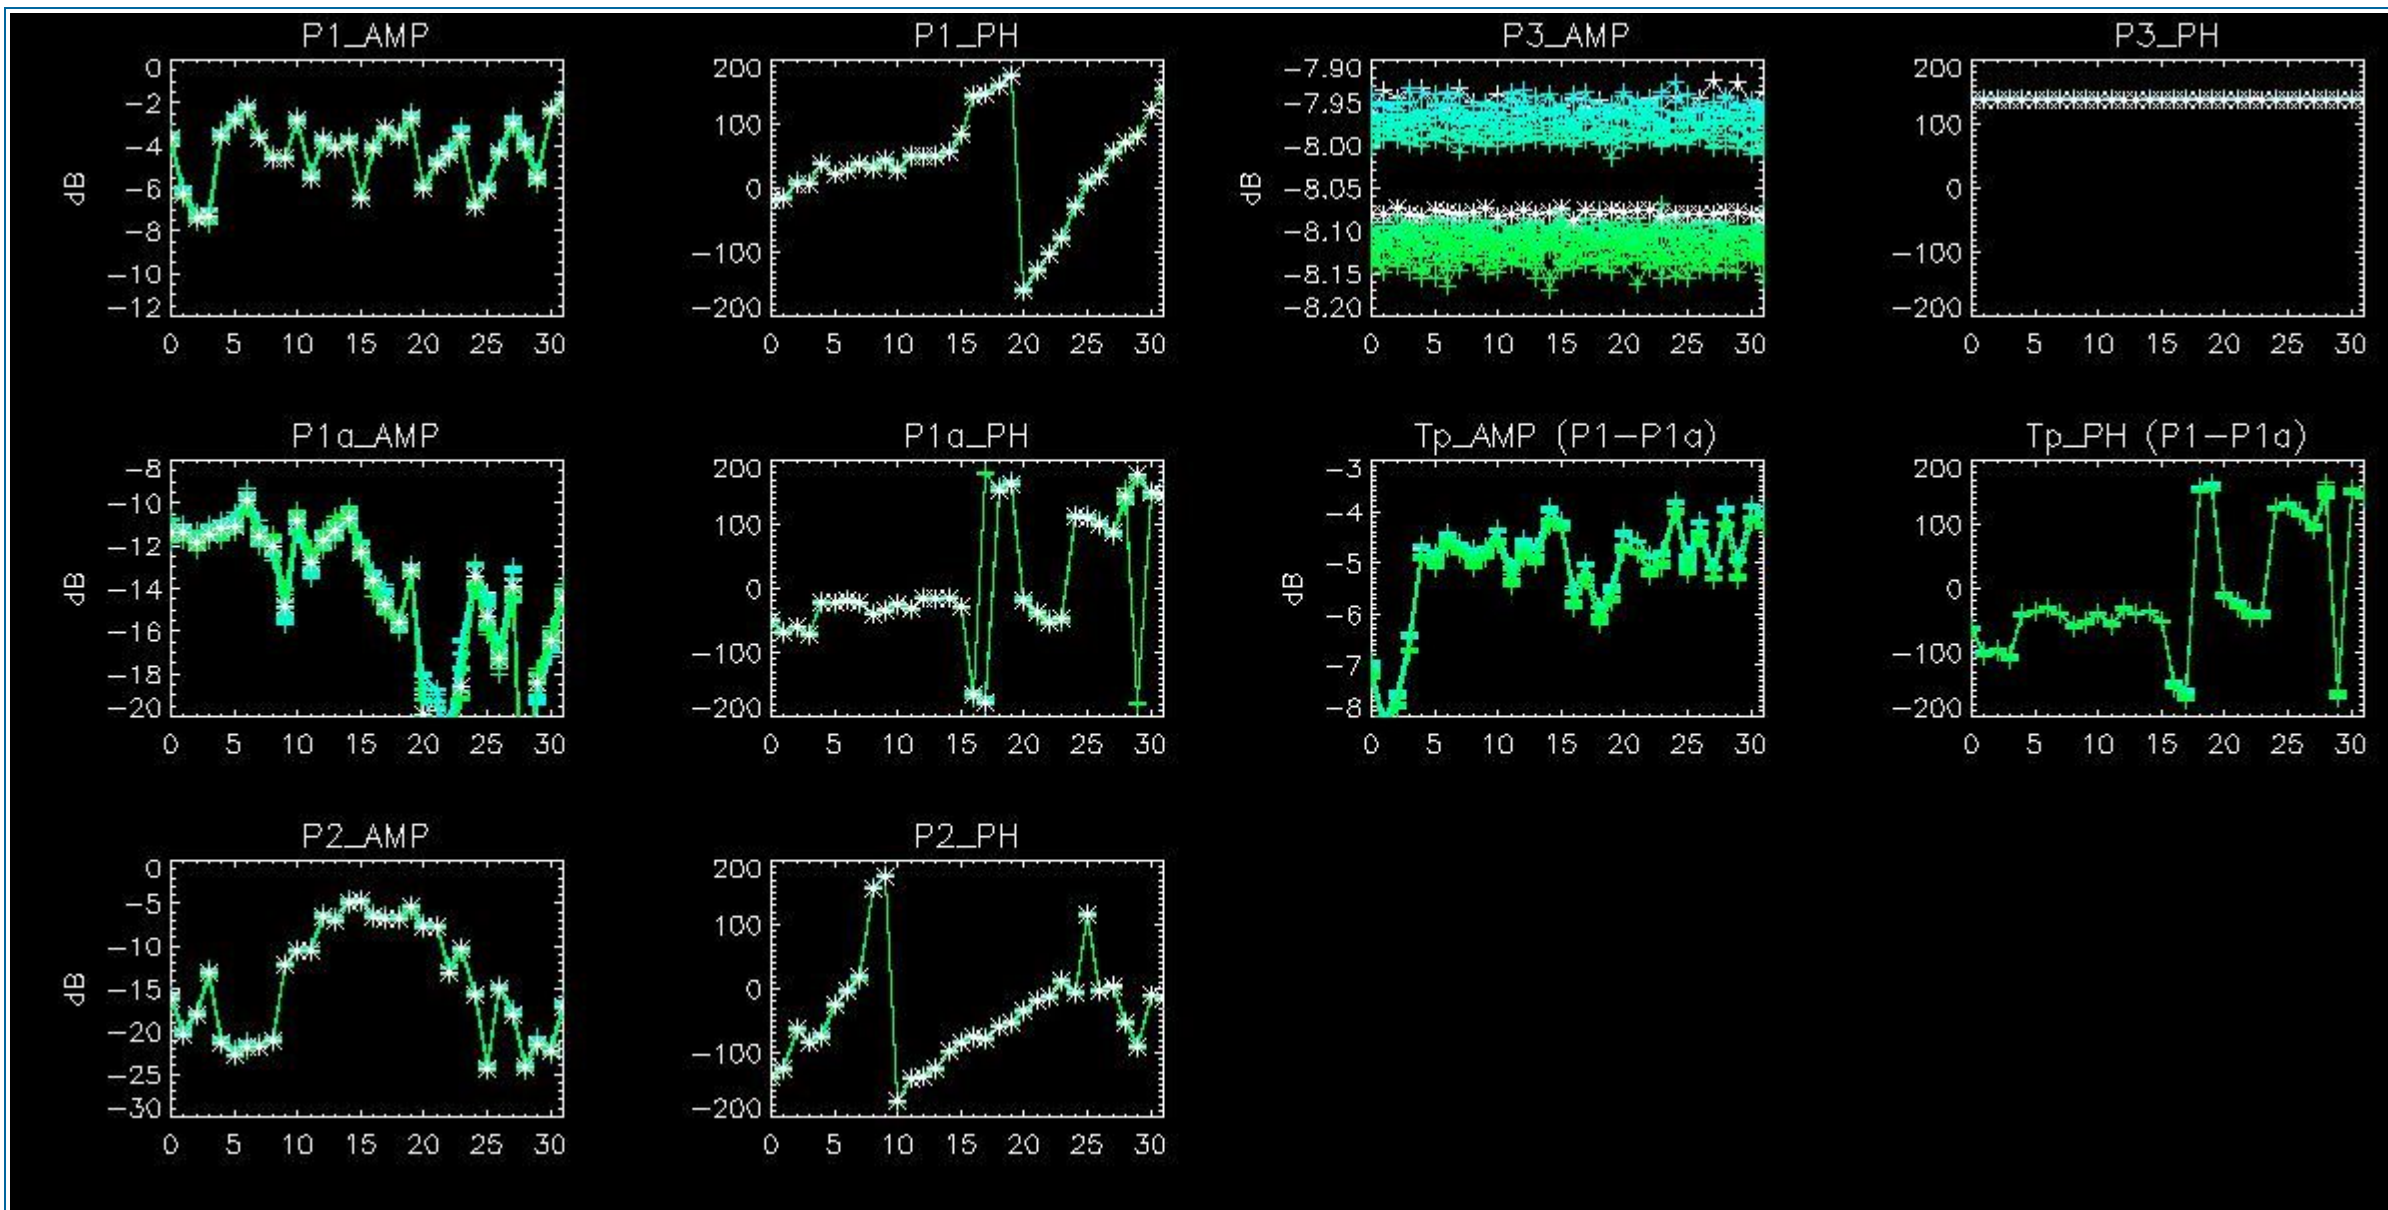 P1_AMP P1_PH P3_AMP P3_PH
0 200 -7.90 200
-2 100 -7.95 100
-4 0 -8.00 0
-6 -100 -8.05 -100
-8 -200 -8.10 -200
-10 -8.15
-12 -8.20
dB dB
0 5 10 15 20 25 30 0 5 10 15 20 25 30 0 5 10 15 20 25 30 0 5 10 15 20 25 30
P1a_AMP P1a_PH Tp_AMP (P1-P1a) Tp_PH (P1-P1a)
-8 200 -3 200
-10 100 -4 100
-12 0 -5 0
-14 -100 -6 -100
-16 -200 -7 -200
-18 -8
-20
dB dB
0 5 10 15 20 25 30 0 5 10 15 20 25 30 0 5 10 15 20 25 30 0 5 10 15 20 25 30
P2_AMP P2_PH
0 200
-5 100
-10 0
-15 -100
-20 -200
-25
-30
dB
0 5 10 15 20 25 30 0 5 10 15 20 25 30